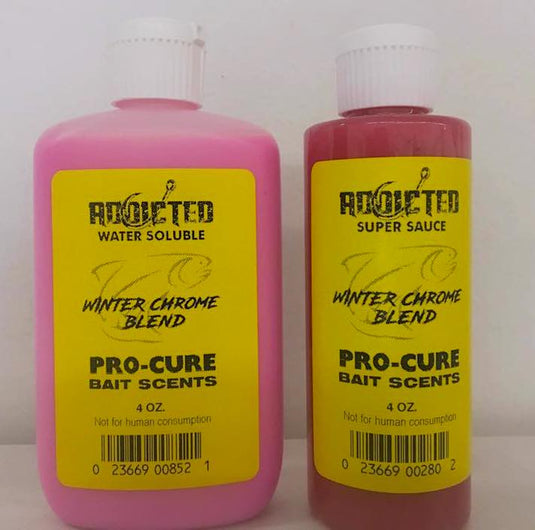 ADDICTED
WATER SOLUBLE
WINTER CHROME
BLEND
PRO-CURE
BAIT SCENTS
4 OZ.
Not for human consumption
0 23669 00852 1
ADDICTED
SUPER SAUCE
WINTER CHROME
BLEND
PRO-CURE
BAIT SCENTS
4 OZ.
Not for human consumption
0 23669 00280 2